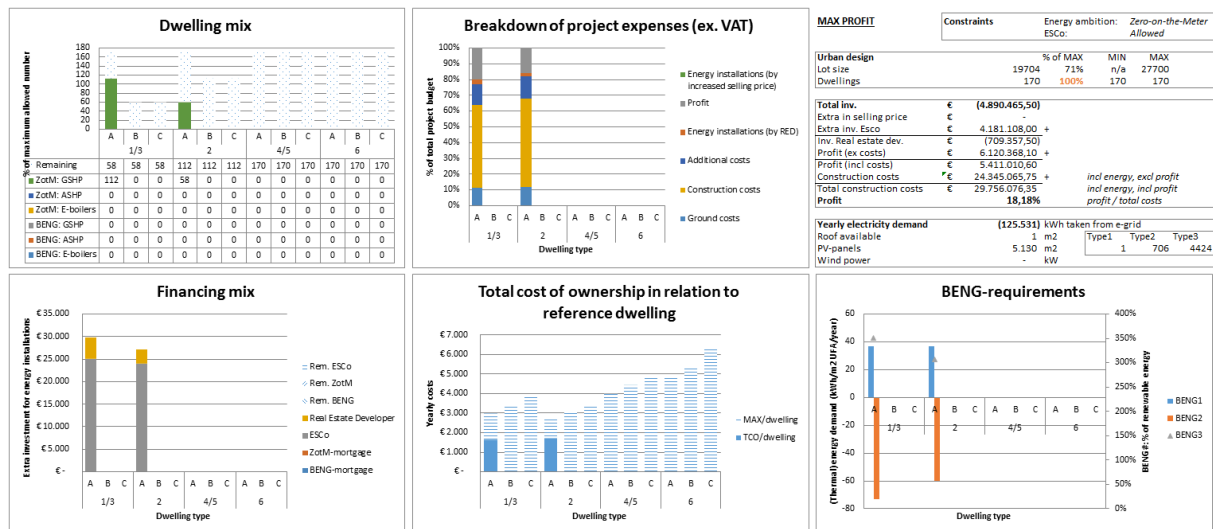 Dwelling mix
% of maximum allowed number
180
160
140
120
100
80
60
40
20
0
A B C A B C A B C A B C
1/3 2 4/5 6
Remaining 58 58 58 112 112 112 170 170 170 170 170 170
ZotM: GSHP 112 0 0 58 0 0 0 0 0 0 0 0
ZotM: ASHP 0 0 0 0 0 0 0 0 0 0 0 0
ZotM: E-boilers 0 0 0 0 0 0 0 0 0 0 0 0
BENG: GSHP 0 0 0 0 0 0 0 0 0 0 0 0
BENG: ASHP 0 0 0 0 0 0 0 0 0 0 0 0
BENG: E-boilers 0 0 0 0 0 0 0 0 0 0 0 0
Breakdown of project expenses (ex. VAT)
% of total project budget
100%
90%
80%
70%
60%
50%
40%
30%
20%
10%
0%
A B C A B C A B C A B C
1/3 2 4/5 6
Dwelling type
Energy installations (by
increased selling price)
Profit
Energy installations (by RED)
Additional costs
Construction costs
Ground costs
MAX PROFIT Constraints Energy ambition: Zero-on-the-Meter
ESCo: Allowed
Urban design % of MAX MIN MAX
Lot size 19704 71% n/a 27700
Dwellings 170 100% 170 170
Total inv. € (4.890.465,50)
Extra in selling price € -
Extra inv. Esco € 4.181.108,00 +
Inv. Real estate dev. € (709.357,50)
Profit (ex costs) € 6.120.368,10 +
Profit (incl costs) € 5.411.010,60
Construction costs € 24.345.065,75 + incl energy, excl profit
Total construction costs € 29.756.076,35 incl energy, incl profit
Profit 18,18% profit / total costs
Yearly electricity demand (125.531) kWh taken from e-grid
Roof available 1 m2 Type1 Type2 Type3
PV-panels 5.130 m2 1 706 4424
Wind power - kW
Financing mix
Extra investment for energy installations
€ 35.000
€ 30.000
€ 25.000
€ 20.000
€ 15.000
€ 10.000
€ 5.000
€ -
A B C A B C A B C A B C
1/3 2 4/5 6
Dwelling type
Rem. ESCo
Rem. ZotM
Rem. BENG
Real Estate Developer
ESCo
ZotM-mortgage
BENG-mortgage
Total cost of ownership in relation to
reference dwelling
Yearly costs
€ 7.000
€ 6.000
€ 5.000
€ 4.000
€ 3.000
€ 2.000
€ 1.000
€ -
A B C A B C A B C A B C
1/3 2 4/5 6
Dwelling type
MAX/dwelling
TCO/dwelling
BENG-requirements
(Thermal) energy demand (kWh/m2 UFA/year)
60
40
20
0
-20
-40
-60
-80
A B C A B C A B C A B C
1/3 2 4/5 6
Dwelling type
400%
350%
300%
250%
200%
150%
100%
50%
0%
BENG #: % of renewable energy
BENG1
BENG2
BENG3